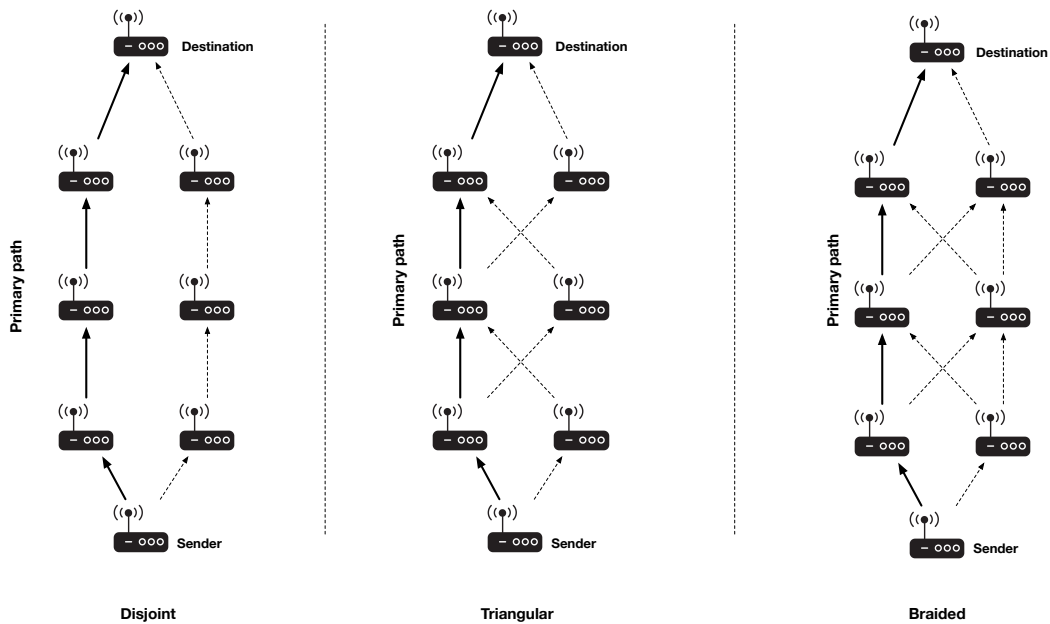 Destination
Primary path
Sender
Disjoint
Destination
Primary path
Sender
Triangular
Destination
Primary path
Sender
Braided